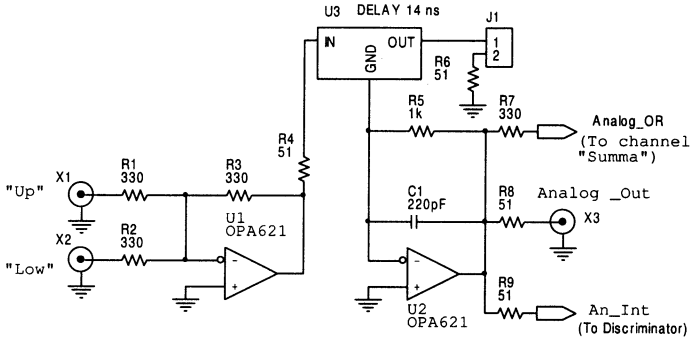 U3 DELAY 14 ns
IN OUT
GND
J1
1
2
R6
51
R4
51
R5
1k
R7
330
Analog_OR
(To channel
"Summa")
"Up"
X1
R1
330
R3
330
C1
220pF
R8
51
Analog _Out
X3
"Low"
X2
R2
330
U1
OPA621
-
+
-
+
U2
OPA621
R9
51
An_Int
(To Discriminator)